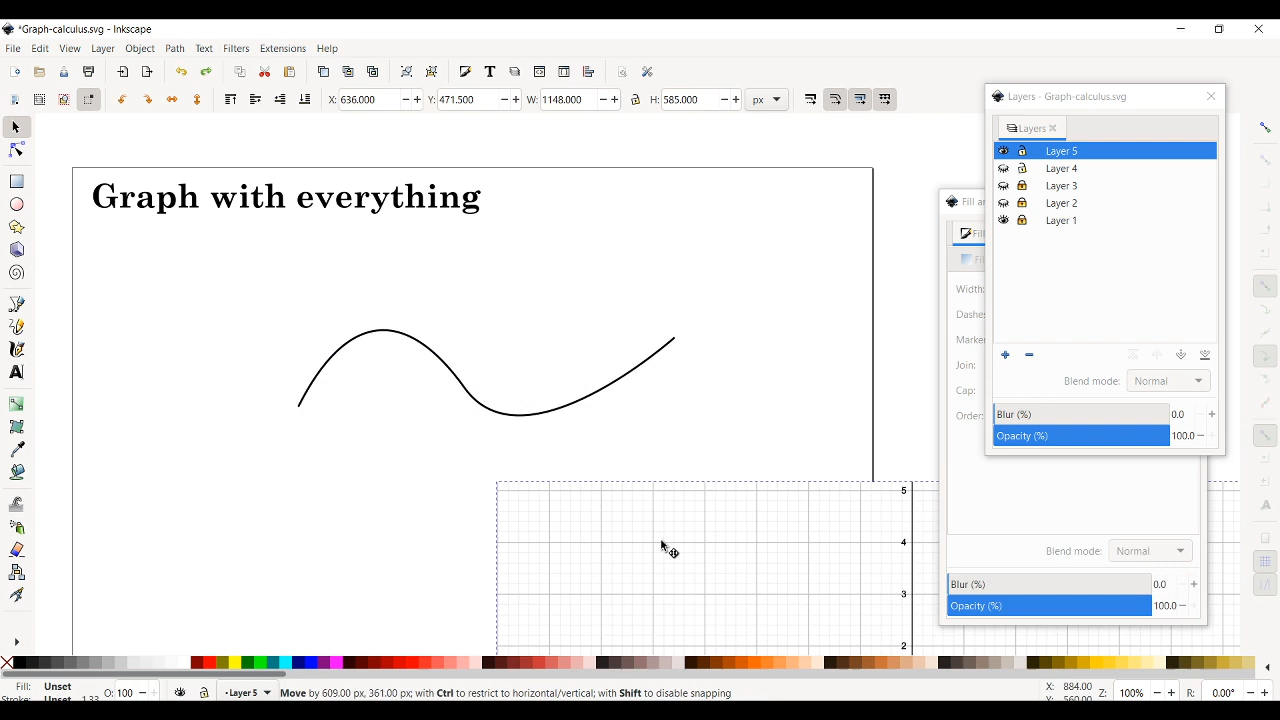 *Graph-calculus.svg - Inkscape
File Edit View Layer Object Path Text Filters Extensions Help
X: 636.000 Y: 471.500 W: 1148.000 H: 585.000 px
Graph with everything
5
4
3
2
Layers - Graph-calculus.svg
Layers
Layer 5
Layer 4
Layer 3
Layer 2
Layer 1
Blend mode: Normal
Blur (%) 0.0
Opacity (%) 100.0
Width:
Join:
Cap:
Order:
Blend mode: Normal
Blur (%) 0.0
Opacity (%) 100.0
Fill: Unset
O: 100
Layer 5
Move by 609.00 px, 361.00 px; with Ctrl to restrict to horizontal/vertical; with Shift to disable snapping
X: 884.00
Y: 560.00
Z: 100%
R: 0.00°